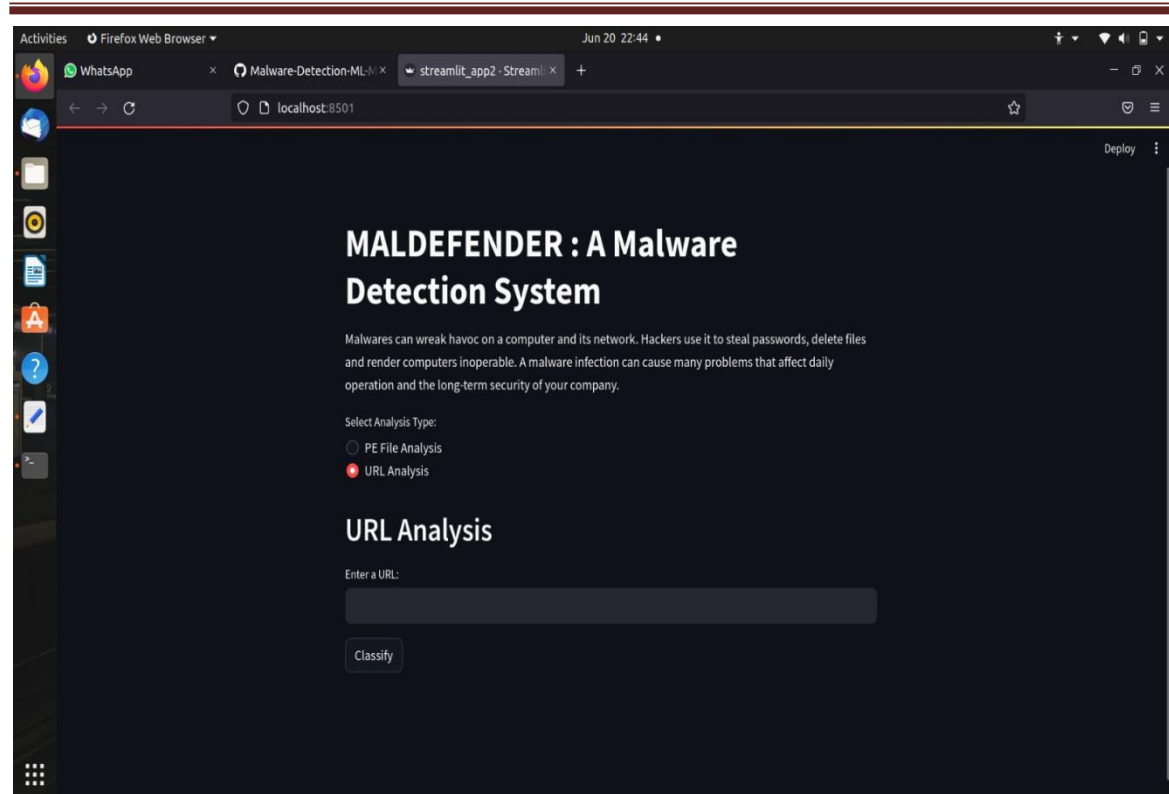 Activities Firefox Web Browser Jun 20 22:44
WhatsApp Malware-Detection-ML-M streamlit_app2 · Streamli
localhost:8501
Deploy
MALDEFENDER : A Malware
Detection System
Malwares can wreak havoc on a computer and its network. Hackers use it to steal passwords, delete files
and render computers inoperable. A malware infection can cause many problems that affect daily
operation and the long-term security of your company.
Select Analysis Type:
PE File Analysis
URL Analysis
URL Analysis
Enter a URL:
Classify